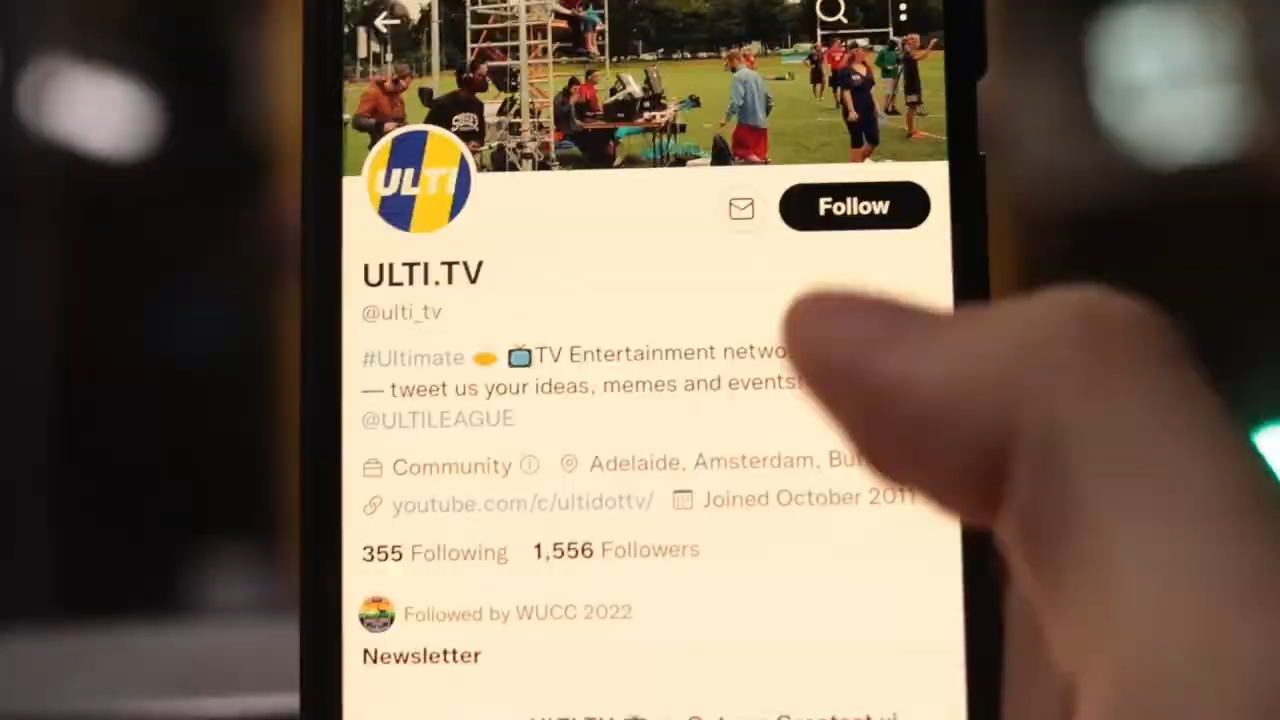 ULTI
Follow
ULTI.TV
@ulti_tv
#Ultimate TV Entertainment
— tweet us your ideas, memes and events!
@ULTILEAGUE
Community Adelaide, Amsterdam,
youtube.com/c/ultidottv/ Joined October 2011
355 Following 1,556 Followers
Followed by WUCC 2022
Newsletter